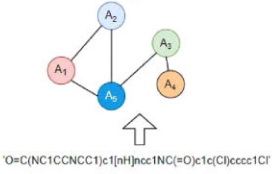 A₂
A₃
A₁
A₄
A₅
'O=C(NC1CCNCC1)c1[nH]ncc1NC(=O)c1c(Cl)cccc1Cl'